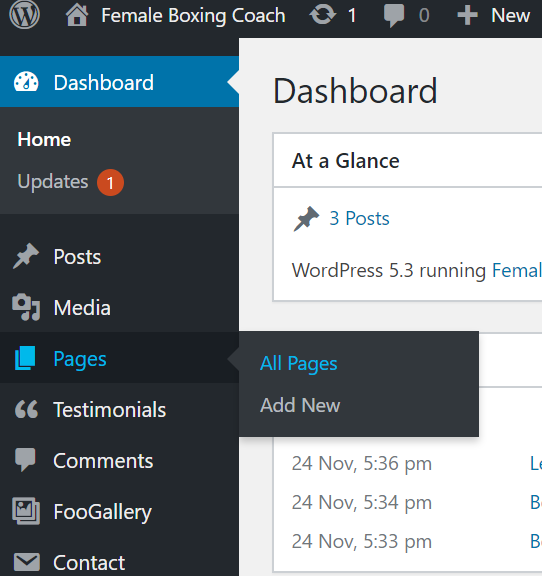 Female Boxing Coach 1 0 New
Dashboard
Home
Updates 1
Posts
Media
Pages
Testimonials
Comments
FooGallery
Contact
Dashboard
At a Glance
3 Posts
WordPress 5.3 running
All Pages
Add New
24 Nov, 5:36 pm
24 Nov, 5:34 pm
24 Nov, 5:33 pm